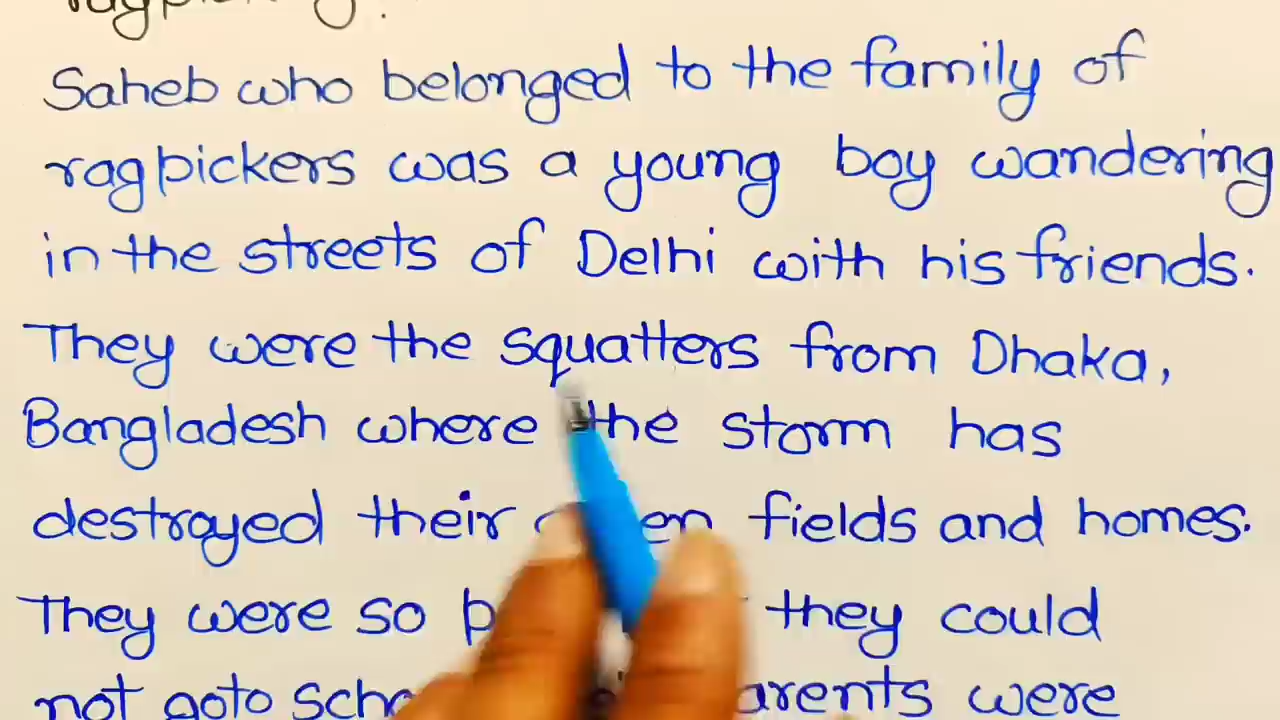 Saheb who belonged to the family of
ragpickers was a young boy wandering
in the streets of Delhi with his friends.
They were the squatters from Dhaka,
Bangladesh where the storm has
destroyed their fields and homes.
They were so they could
not goto were